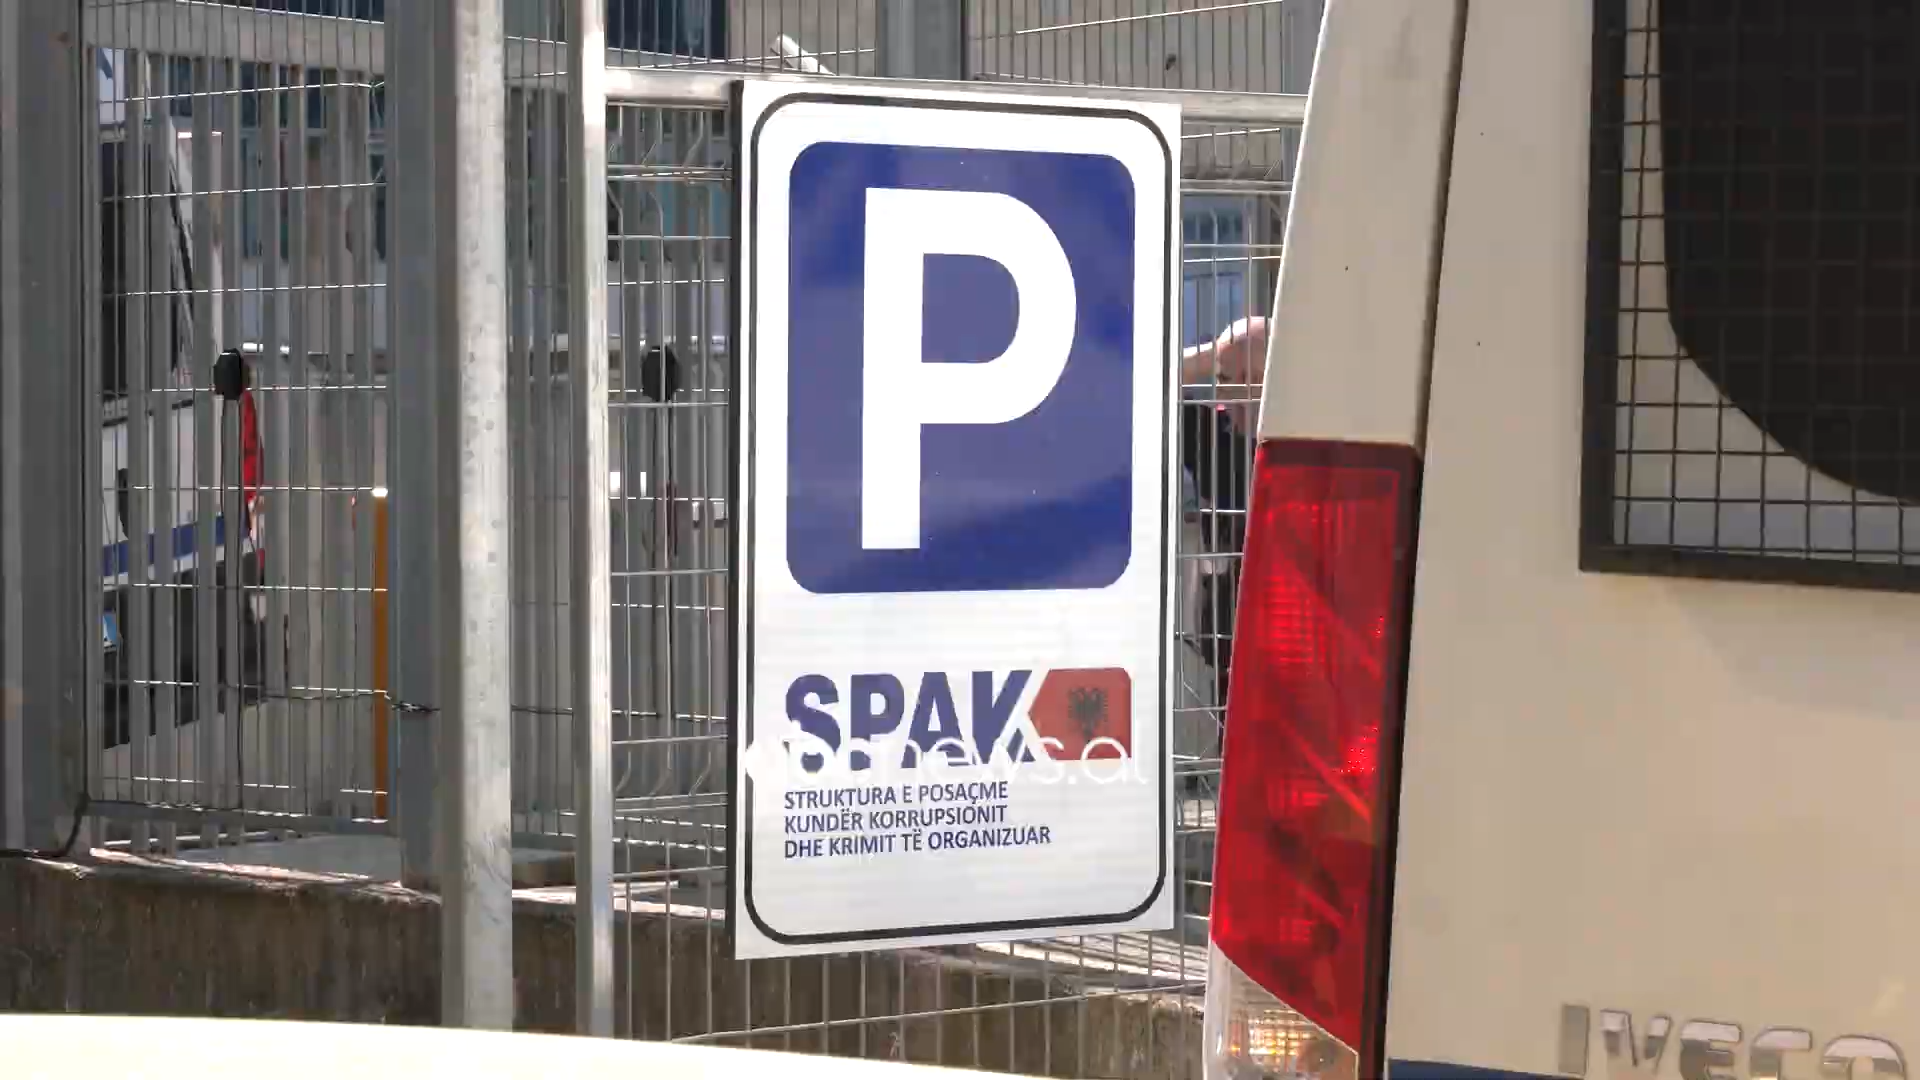 P
SPAK
STRUKTURA E POSAÇME
KUNDËR KORRUPSIONIT
DHE KRIMIT TË ORGANIZUAR
IVECO